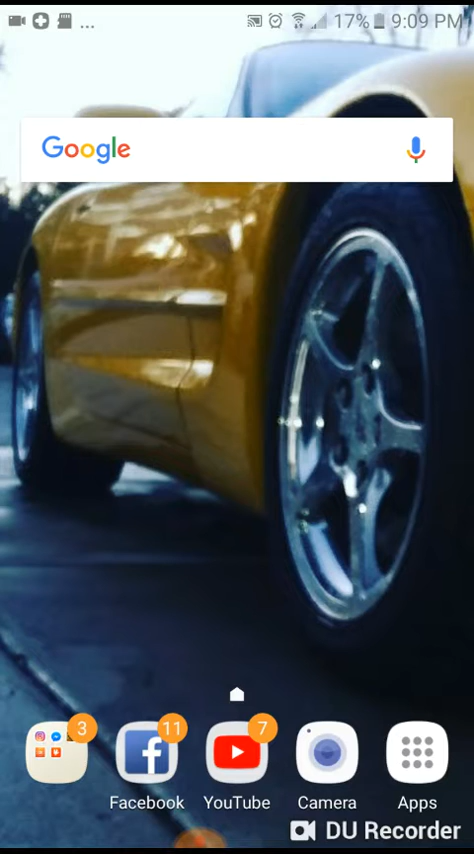 ... 17% 9:09 PM
Google
3 11 7
Facebook YouTube Camera Apps
DU Recorder